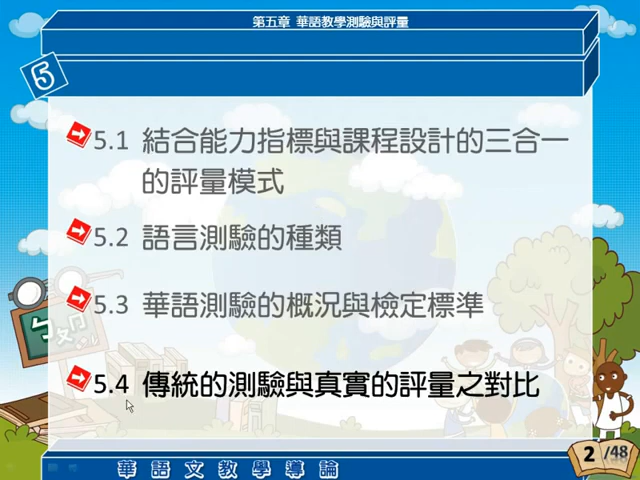 第五章 華語教學測驗與評量
5
5.1 結合能力指標與課程設計的三合一
的評量模式
5.2 語言測驗的種類
5.3 華語測驗的概況與檢定標準
5.4 傳統的測驗與真實的評量之對比
ㄅㄆㄇ
華語文教學導論
2/48